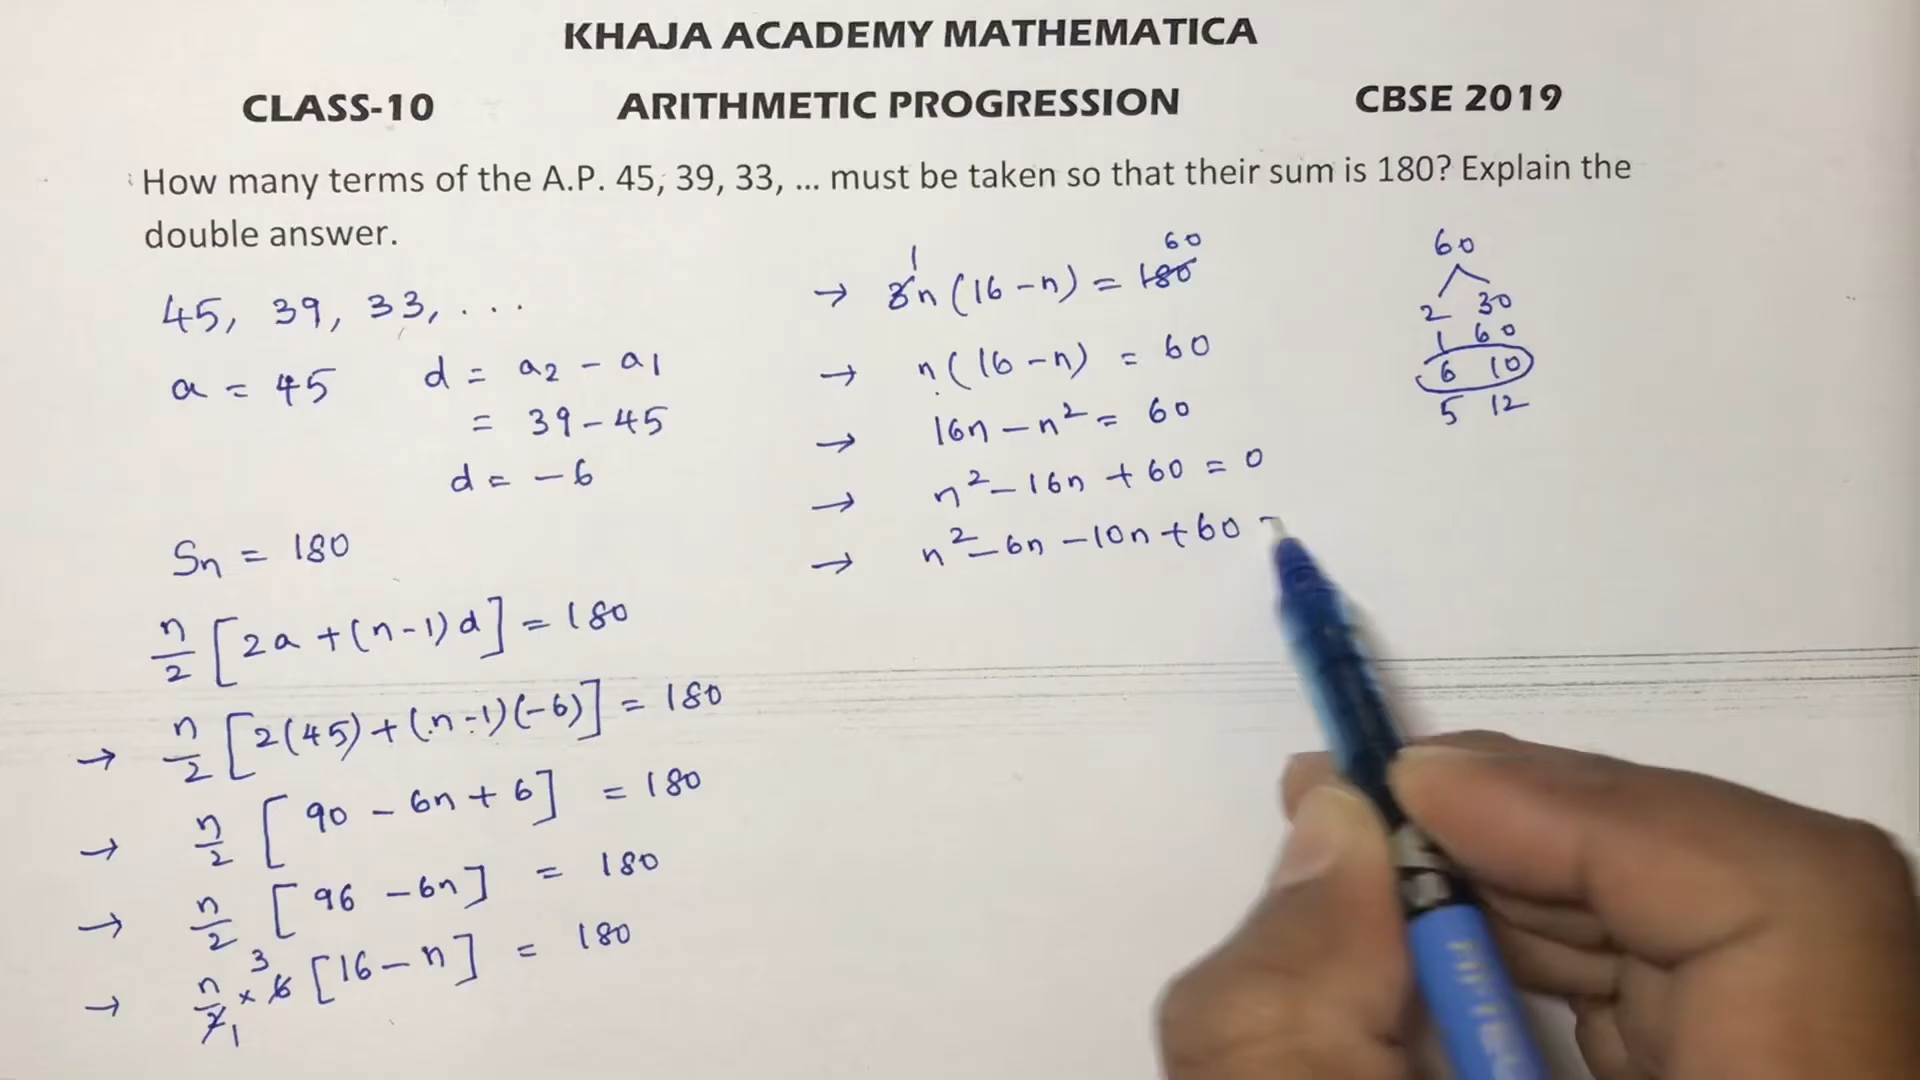 KHAJA ACADEMY MATHEMATICA
CLASS-10 ARITHMETIC PROGRESSION CBSE 2019
How many terms of the A.P. 45, 39, 33, ... must be taken so that their sum is 180? Explain the
double answer.
45, 39, 33, ...
a = 45
d = a₂ - a₁
= 39 - 45
d = -6
Sn = 180
n/2 [2a + (n-1)d] = 180
→ n/2 [2(45) + (n-1)(-6)] = 180
→ n/2 [90 - 6n + 6] = 180
→ n/2 [96 - 6n] = 180
3
→ n/2 × 6 [16 - n] = 180
1
1 60
→ 3n(16 - n) = 180
→ n(16 - n) = 60
→ 16n - n² = 60
→ n² - 16n + 60 = 0
→ n² - 6n - 10n + 60
60
2 30
1 60
6 10
5 12